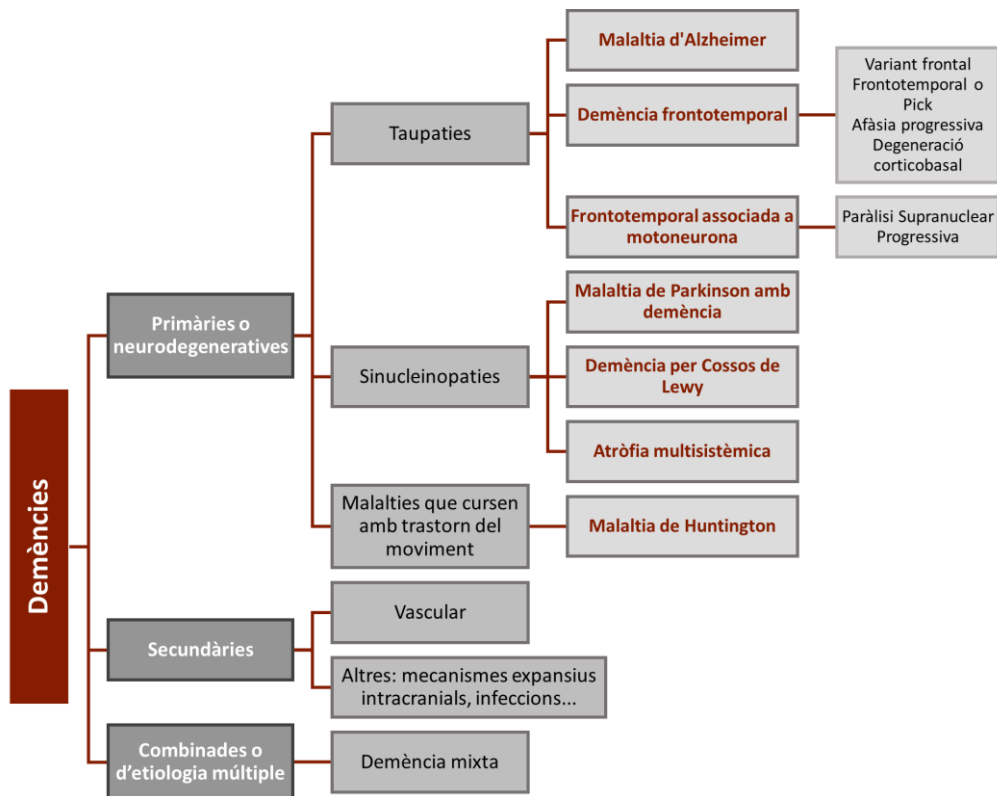 Demències
Primàries o
neurodegeneratives
Taupaties
Malaltia d'Alzheimer
Demència frontotemporal
Variant frontal
Frontotemporal o
Pick
Afàsia progressiva
Degeneració
corticobasal
Frontotemporal associada a
motoneurona
Paràlisi Supranuclear
Progressiva
Sinucleinopaties
Malaltia de Parkinson amb
demència
Demència per Cossos de
Lewy
Atròfia multisistèmica
Malalties que cursen
amb trastorn del
moviment
Malaltia de Huntington
Secundàries
Vascular
Altres: mecanismes expansius
intracranials, infeccions...
Combinades o
d’etiologia múltiple
Demència mixta